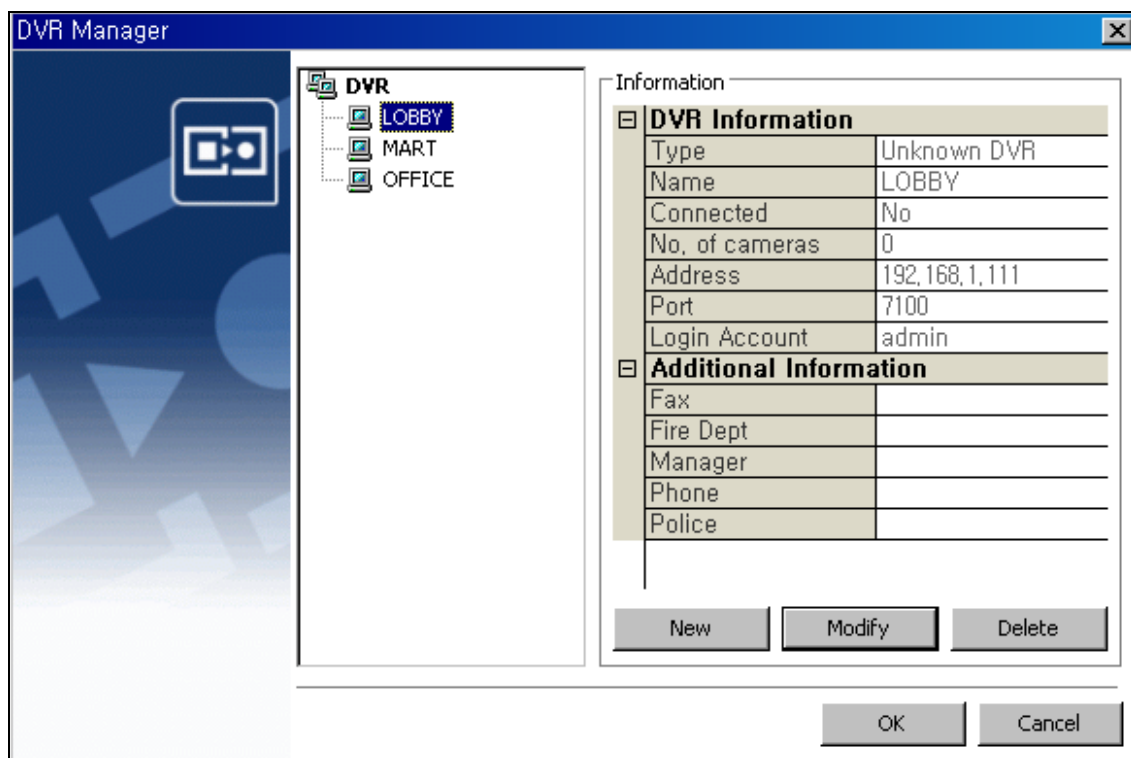 DVR Manager
DVR
LOBBY
MART
OFFICE
Information
DVR Information
Type Unknown DVR
Name LOBBY
Connected No
No, of cameras 0
Address 192,168,1,111
Port 7100
Login Account admin
Additional Information
Fax
Fire Dept
Manager
Phone
Police
New Modify Delete
OK Cancel